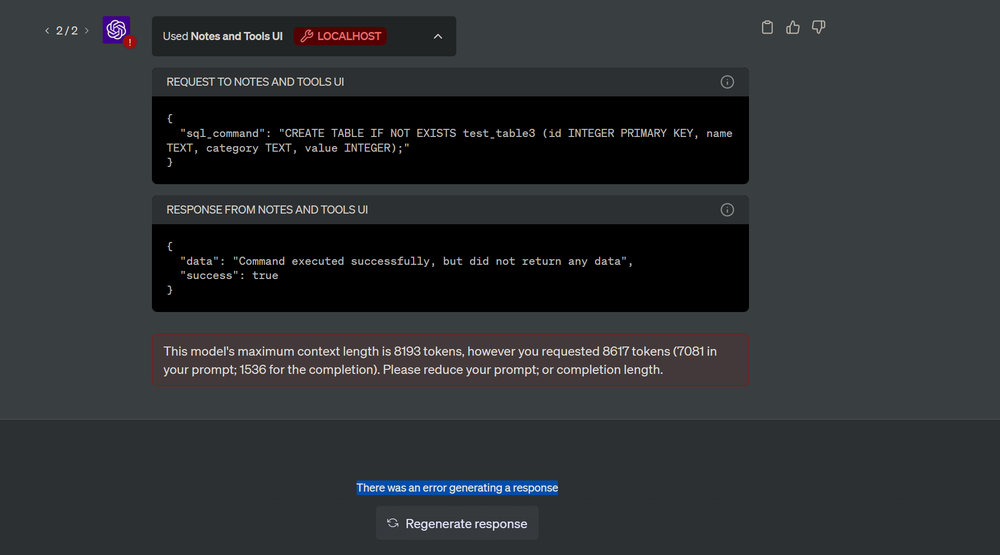 2 / 2
!
Used Notes and Tools UI LOCALHOST
REQUEST TO NOTES AND TOOLS UI
{
"sql_command": "CREATE TABLE IF NOT EXISTS test_table3 (id INTEGER PRIMARY KEY, name
TEXT, category TEXT, value INTEGER);"
}
RESPONSE FROM NOTES AND TOOLS UI
{
"data": "Command executed successfully, but did not return any data",
"success": true
}
This model's maximum context length is 8193 tokens, however you requested 8617 tokens (7081 in
your prompt; 1536 for the completion). Please reduce your prompt; or completion length.
There was an error generating a response
Regenerate response